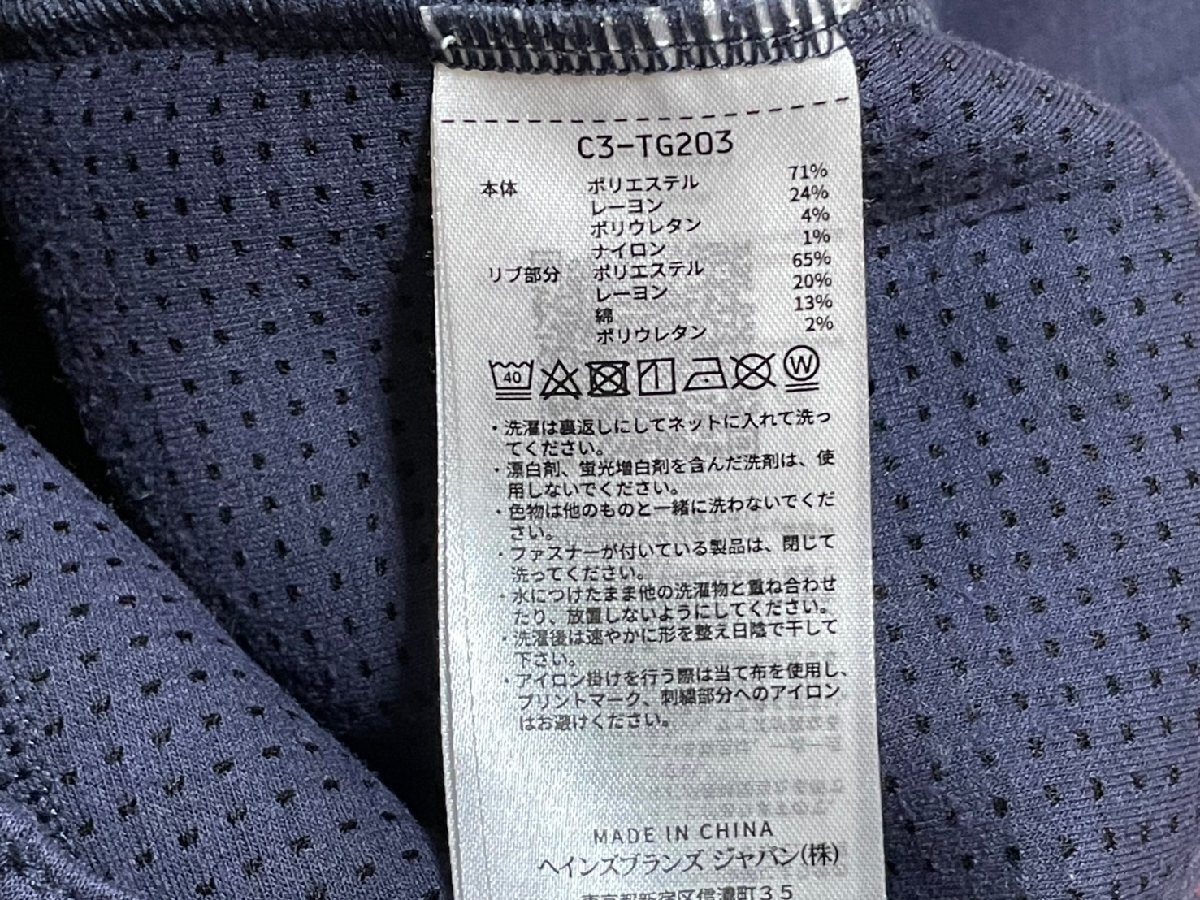 C3-TG203
本体 ポリエステル 71%
レーヨン 24%
ポリウレタン 4%
ナイロン 1%
リブ部分 ポリエステル 65%
レーヨン 20%
綿 13%
ポリウレタン 2%
40 W
・洗濯は裏返しにしてネットに入れて洗っ
てください。
・漂白剤、蛍光増白剤を含んだ洗剤は、使
用しないでください。
・色物は他のものと一緒に洗わないでくだ
さい。
・ファスナーが付いている製品は、閉じて
洗ってください。
・水につけたまま他の洗濯物と重ね合わせ
たり、放置しないようにしてください。
・洗濯後は速やかに形を整え日陰で干して
下さい。
・アイロン掛けを行う際は当て布を使用し、
プリントマーク、刺繍部分へのアイロン
はお避けください。
MADE IN CHINA
ヘインズブランズ ジャパン(株)
東京都新宿区信濃町35